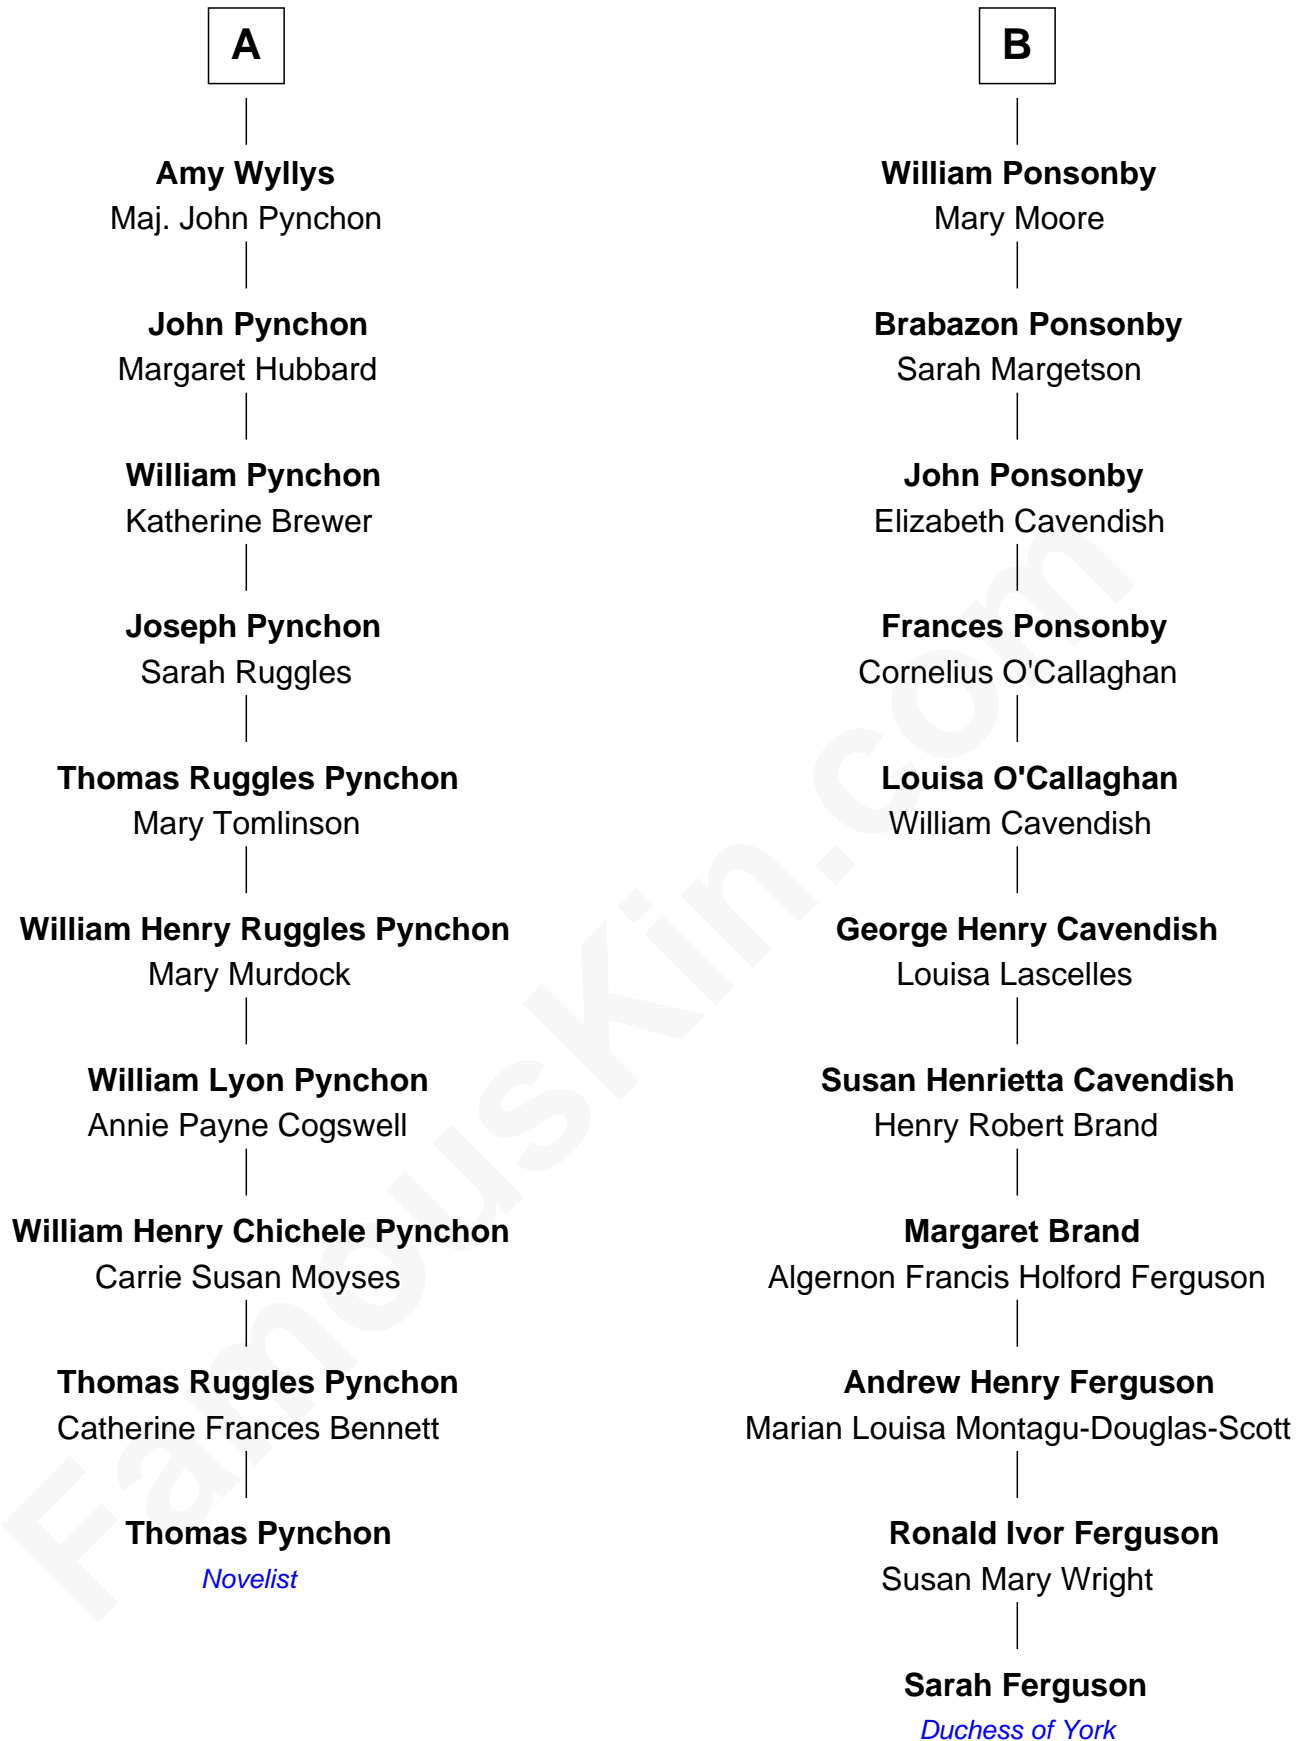 A
Amy Wyllys
Maj. John Pynchon
John Pynchon
Margaret Hubbard
William Pynchon
Katherine Brewer
Joseph Pynchon
Sarah Ruggles
Thomas Ruggles Pynchon
Mary Tomlinson
William Henry Ruggles Pynchon
Mary Murdock
William Lyon Pynchon
Annie Payne Cogswell
William Henry Chichele Pynchon
Carrie Susan Moyses
Thomas Ruggles Pynchon
Catherine Frances Bennett
Thomas Pynchon
Novelist
B
William Ponsonby
Mary Moore
Brabazon Ponsonby
Sarah Margetson
John Ponsonby
Elizabeth Cavendish
Frances Ponsonby
Cornelius O'Callaghan
Louisa O'Callaghan
William Cavendish
George Henry Cavendish
Louisa Lascelles
Susan Henrietta Cavendish
Henry Robert Brand
Margaret Brand
Algernon Francis Holford Ferguson
Andrew Henry Ferguson
Marian Louisa Montagu-Douglas-Scott
Ronald Ivor Ferguson
Susan Mary Wright
Sarah Ferguson
Duchess of York
FamousKin.com